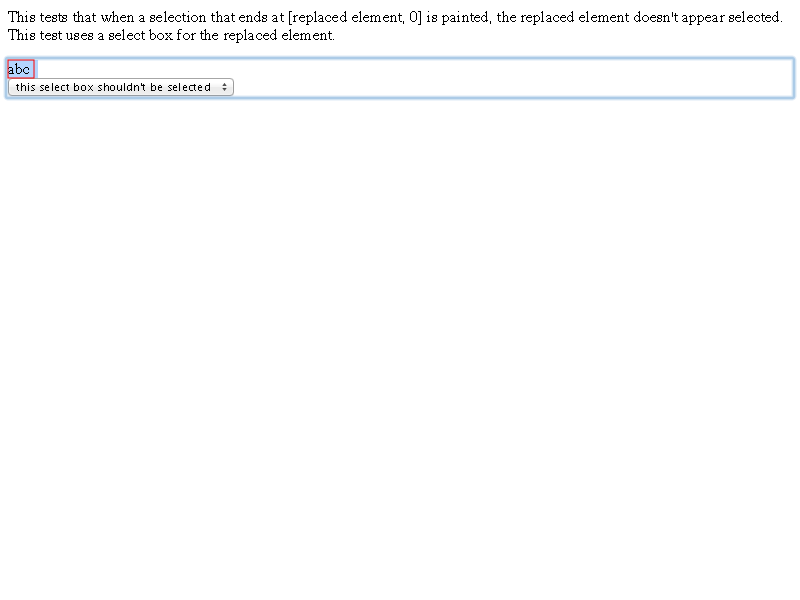 This tests that when a selection that ends at [replaced element, 0] is painted, the replaced element doesn't appear selected.
This test uses a select box for the replaced element.
abc
this select box shouldn't be selected